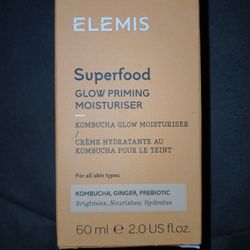 ELEMIS
Superfood
GLOW PRIMING
MOISTURISER
KOMBUCHA GLOW MOISTURISER
/
CRÈME HYDRATANTE AU
KOMBUCHA POUR LE TEINT
For all skin types
KOMBUCHA, GINGER, PREBIOTIC
Brightens, Nourishes, Hydrates
60 ml ℮ 2.0 US fl.oz.